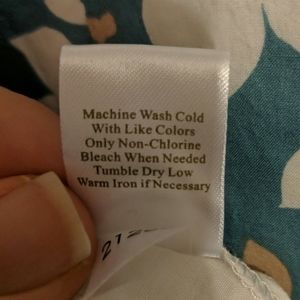 Machine Wash Cold
With Like Colors
Only Non-Chlorine
Bleach When Needed
Tumble Dry Low
Warm Iron if Necessary